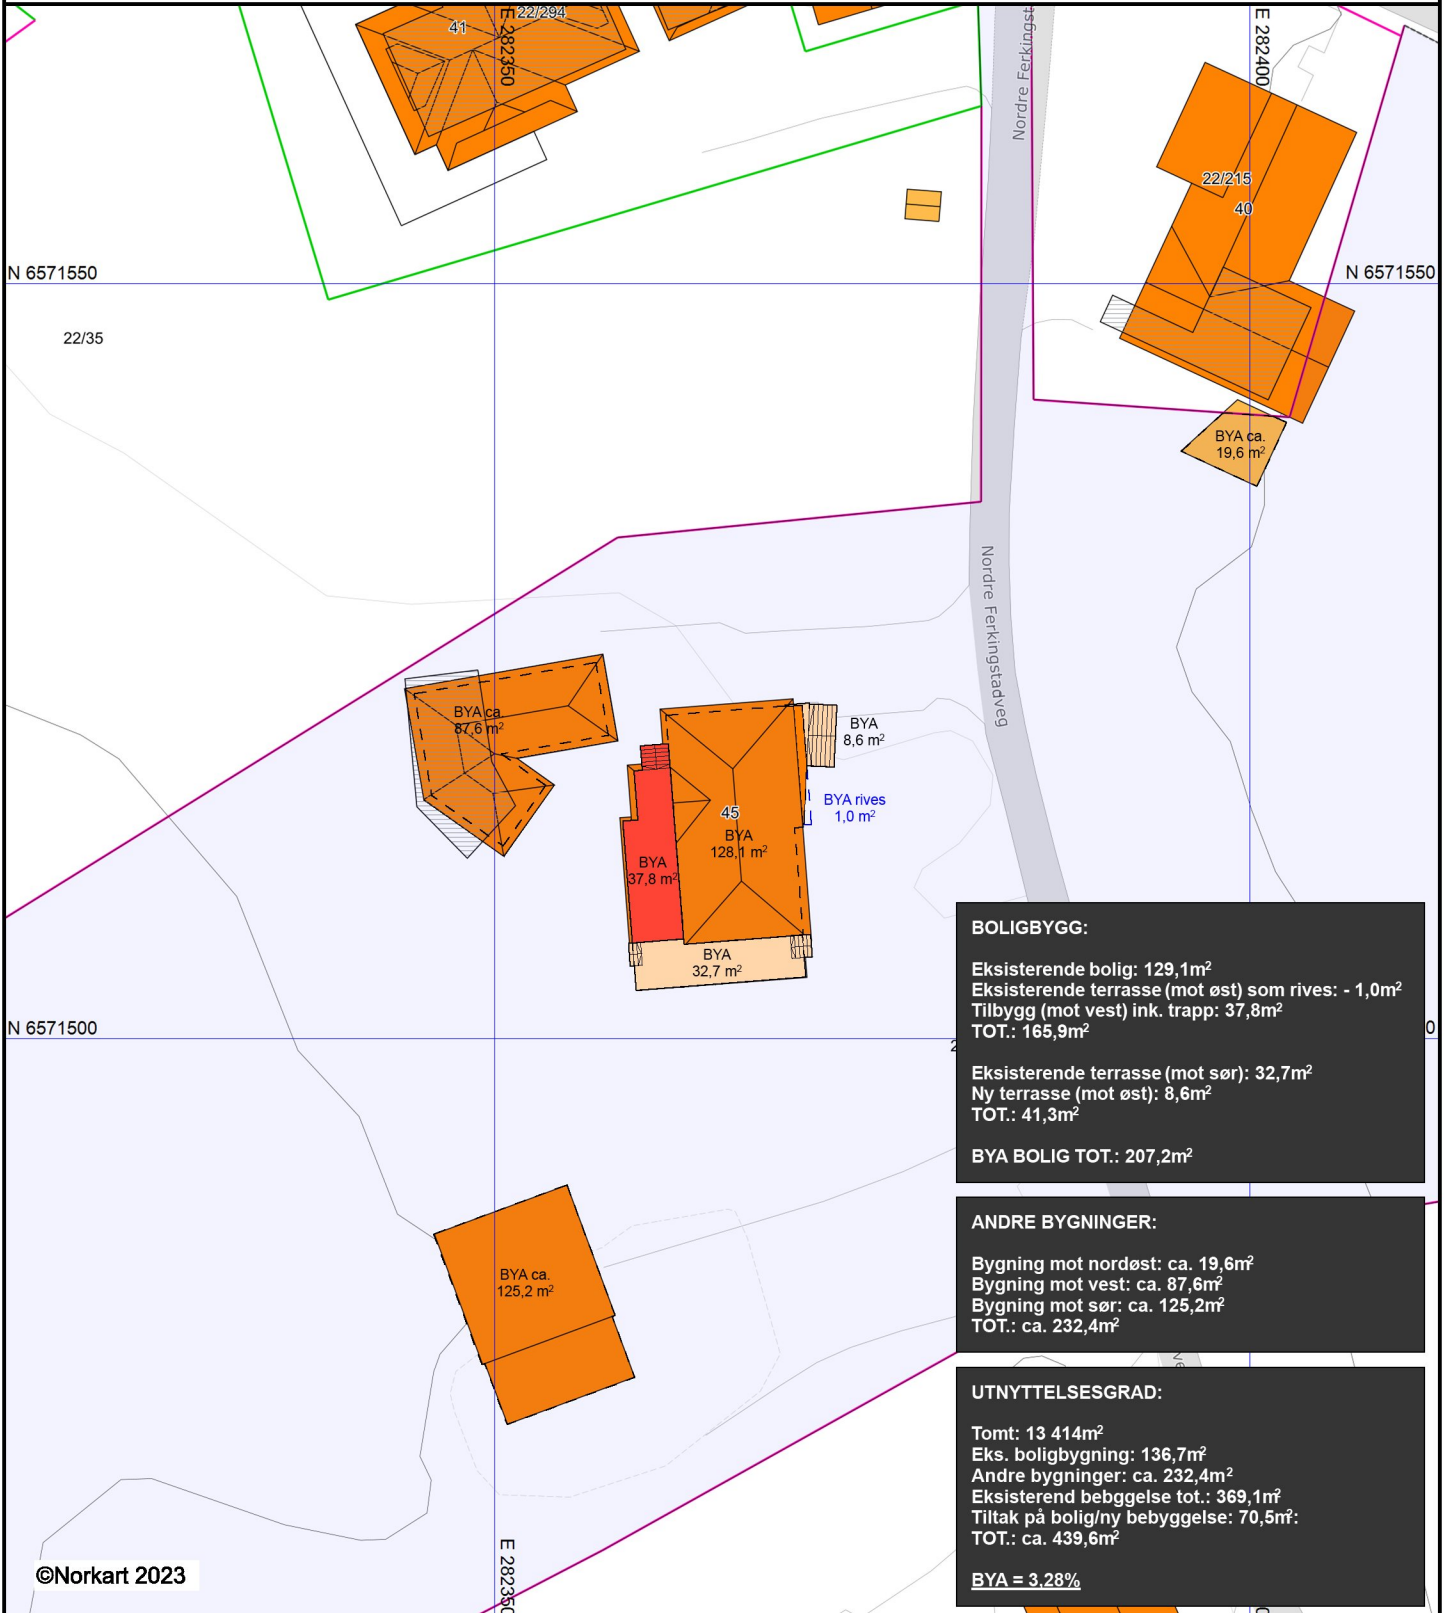 22/294
41
E 282350
Nordre Ferkingst
E 282400
22/215
40
N 6571550
N 6571550
22/35
BYA ca.
19,6 m²
Nordre Ferkingstadveg
BYA ca.
87,6 m²
BYA
8,6 m²
BYA rives
1,0 m²
45
BYA
128,1 m²
BYA
37,8 m²
BYA
32,7 m²
N 6571500
0
2
BOLIGBYGG:
Eksisterende bolig: 129,1m²
Eksisterende terrasse (mot øst) som rives: - 1,0m²
Tilbygg (mot vest) ink. trapp: 37,8m²
TOT.: 165,9m²
Eksisterende terrasse (mot sør): 32,7m²
Ny terrasse (mot øst): 8,6m²
TOT.: 41,3m²
BYA BOLIG TOT.: 207,2m²
ANDRE BYGNINGER:
Bygning mot nordøst: ca. 19,6m²
Bygning mot vest: ca. 87,6m²
Bygning mot sør: ca. 125,2m²
TOT.: ca. 232,4m²
BYA ca.
125,2 m²
ve
UTNYTTELSESGRAD:
Tomt: 13 414m²
Eks. boligbygning: 136,7m²
Andre bygninger: ca. 232,4m²
Eksisterend bebggelse tot.: 369,1m²
Tiltak på bolig/ny bebyggelse: 70,5m²:
TOT.: ca. 439,6m²
BYA = 3,28%
E 282350
0
©Norkart 2023